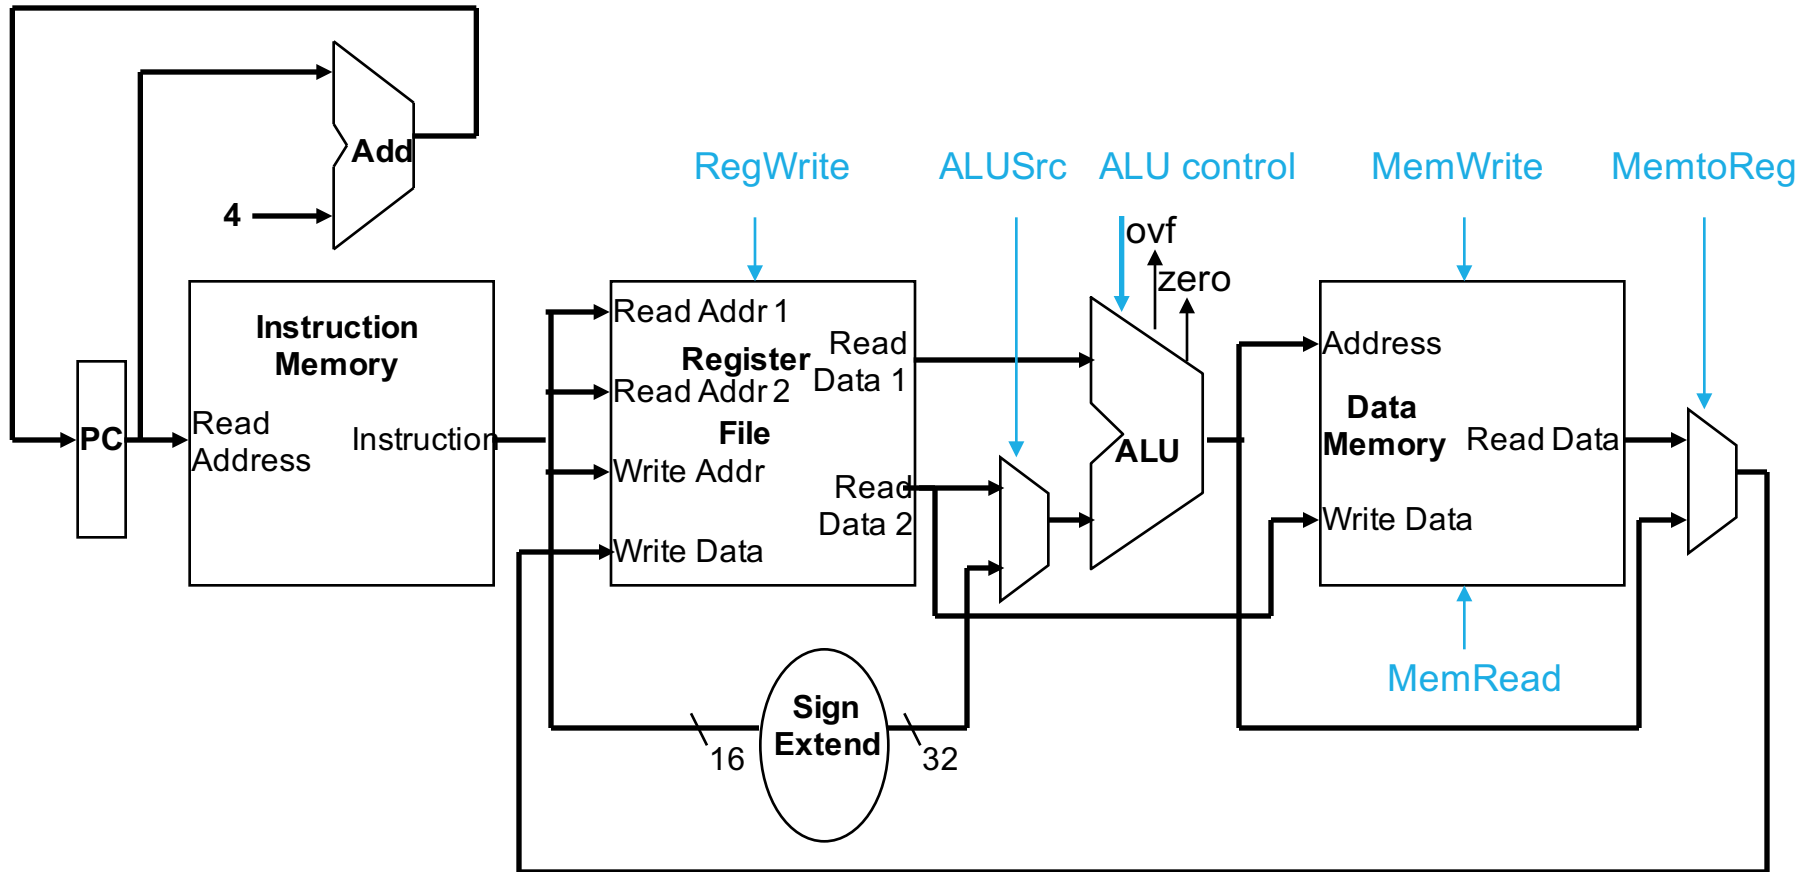 Add
4
RegWrite
ALUSrc
ALU control
MemWrite
MemtoReg
ovf
zero
PC
Instruction
Memory
Read
Address
Instruction
Read Addr 1
Register
Read Addr 2
File
Write Addr
Write Data
Read
Data 1
Read
Data 2
ALU
Address
Data
Memory
Read Data
Write Data
MemRead
Sign
Extend
16
32